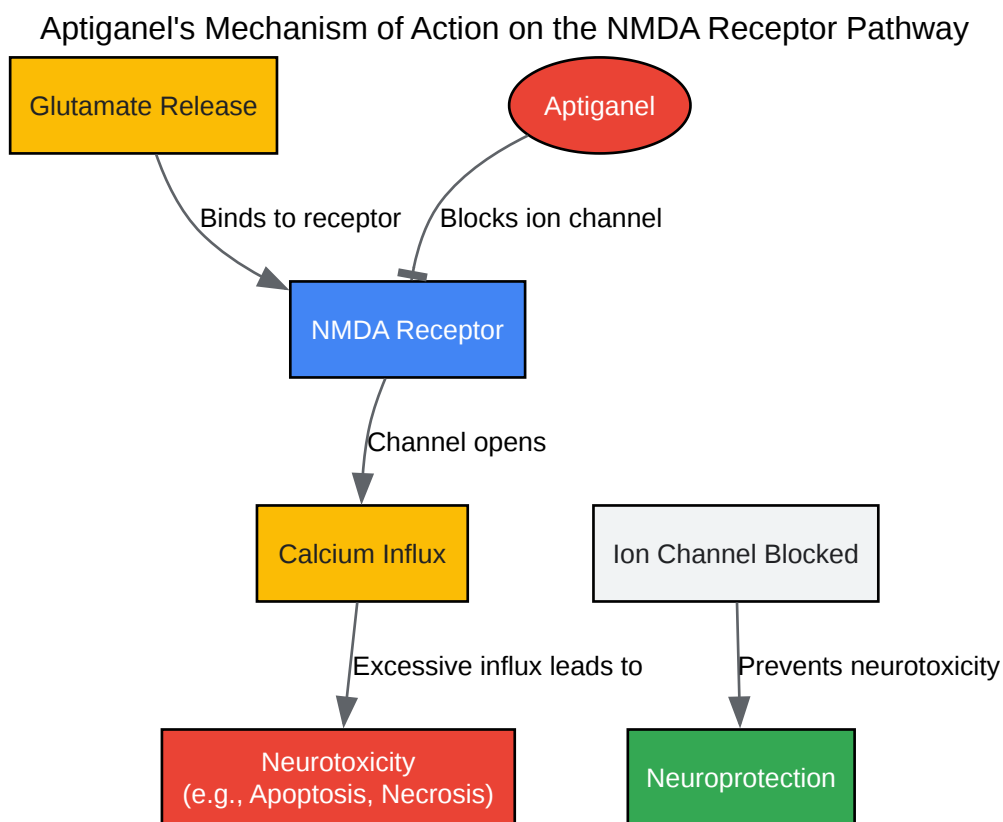 Aptiganel's Mechanism of Action on the NMDA Receptor Pathway
Glutamate Release
Aptiganel
Binds to receptor
Blocks ion channel
NMDA Receptor
Channel opens
Calcium Influx
Ion Channel Blocked
Excessive influx leads to
Prevents neurotoxicity
Neurotoxicity
(e.g., Apoptosis, Necrosis)
Neuroprotection